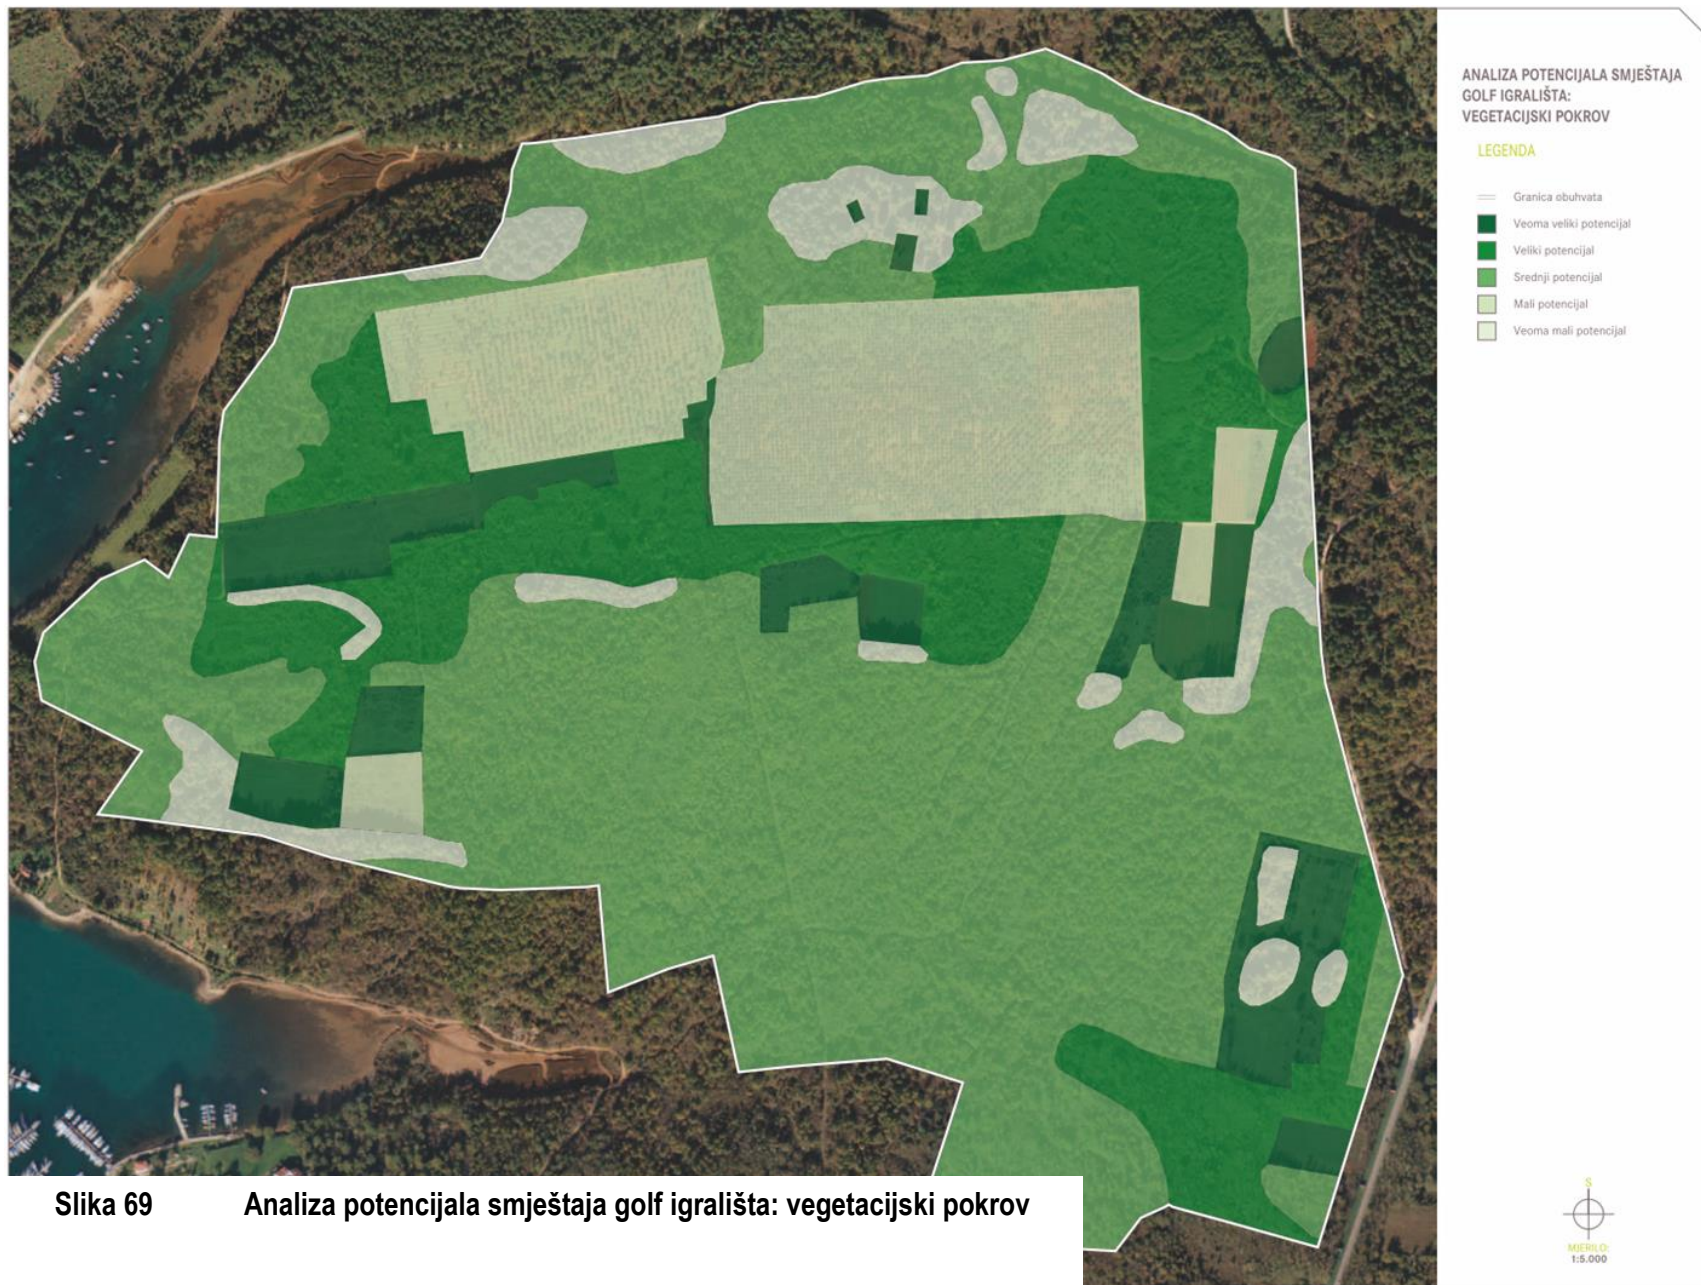 ANALIZA POTENCIJALA SMJEŠTAJA
GOLF IGRALIŠTA:
VEGETACIJSKI POKROV
LEGENDA
Granica obuhvata
Veoma veliki potencijal
Veliki potencijal
Srednji potencijal
Mali potencijal
Veoma mali potencijal
S
MJERILO:
1:5.000
Slika 69 Analiza potencijala smještaja golf igrališta: vegetacijski pokrov